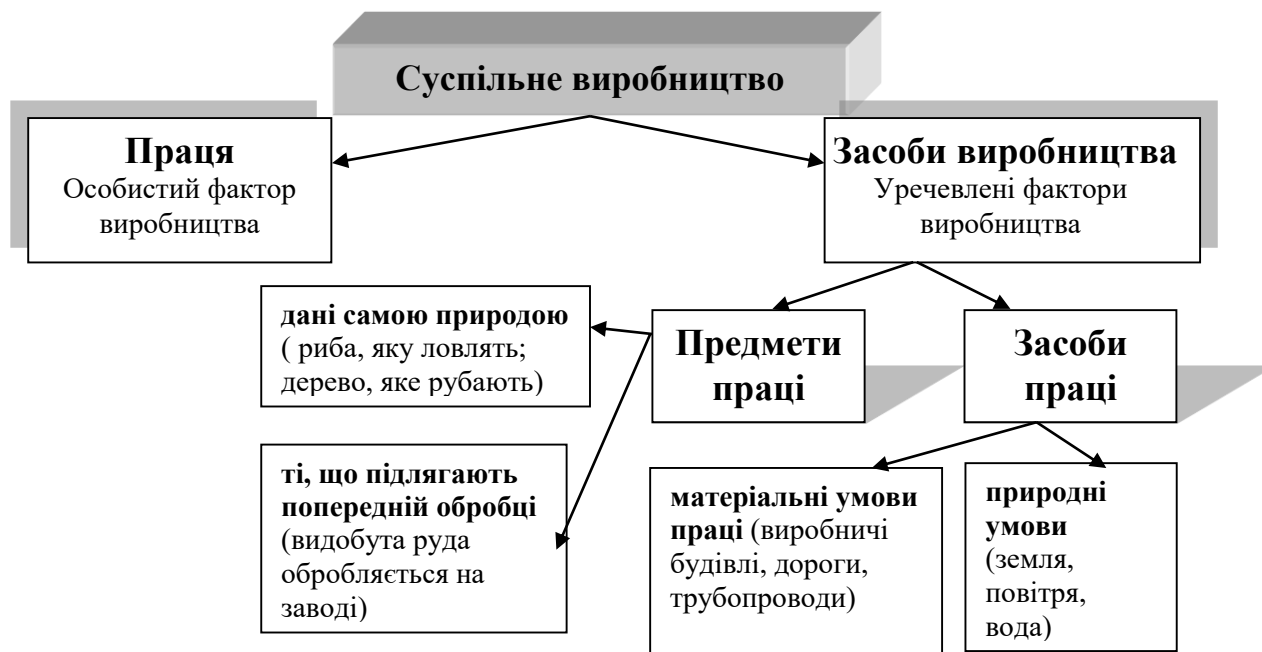 Суспільне виробництво
Праця
Особистий фактор
виробництва
Засоби виробництва
Уречевлені фактори
виробництва
дані самою природою
( риба, яку ловлять;
дерево, яке рубають)
Предмети
праці
Засоби
праці
ті, що підлягають
попередній обробці
(видобута руда
обробляється на
заводі)
матеріальні умови
праці (виробничі
будівлі, дороги,
трубопроводи)
природні
умови
(земля,
повітря,
вода)